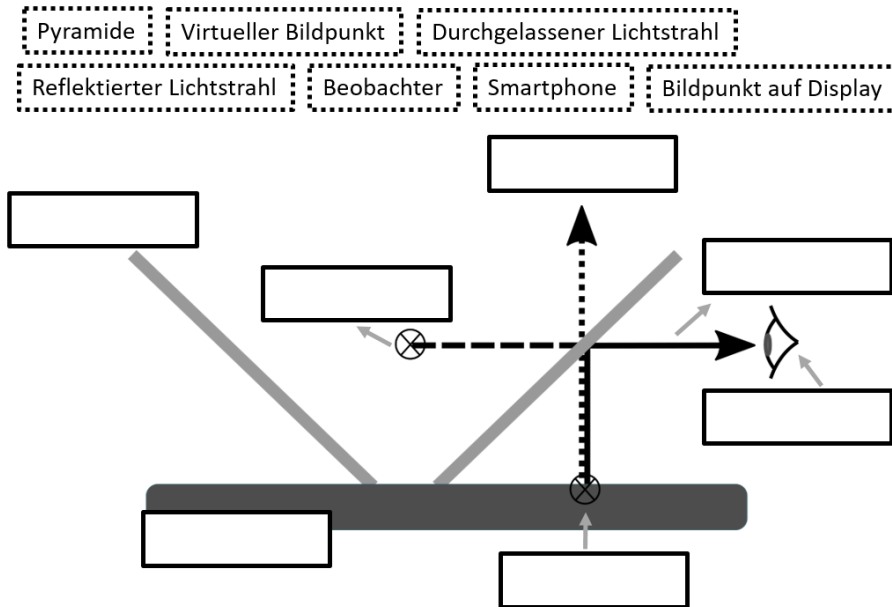 Pyramide Virtueller Bildpunkt Durchgelassener Lichtstrahl
Reflektierter Lichtstrahl Beobachter Smartphone Bildpunkt auf Display